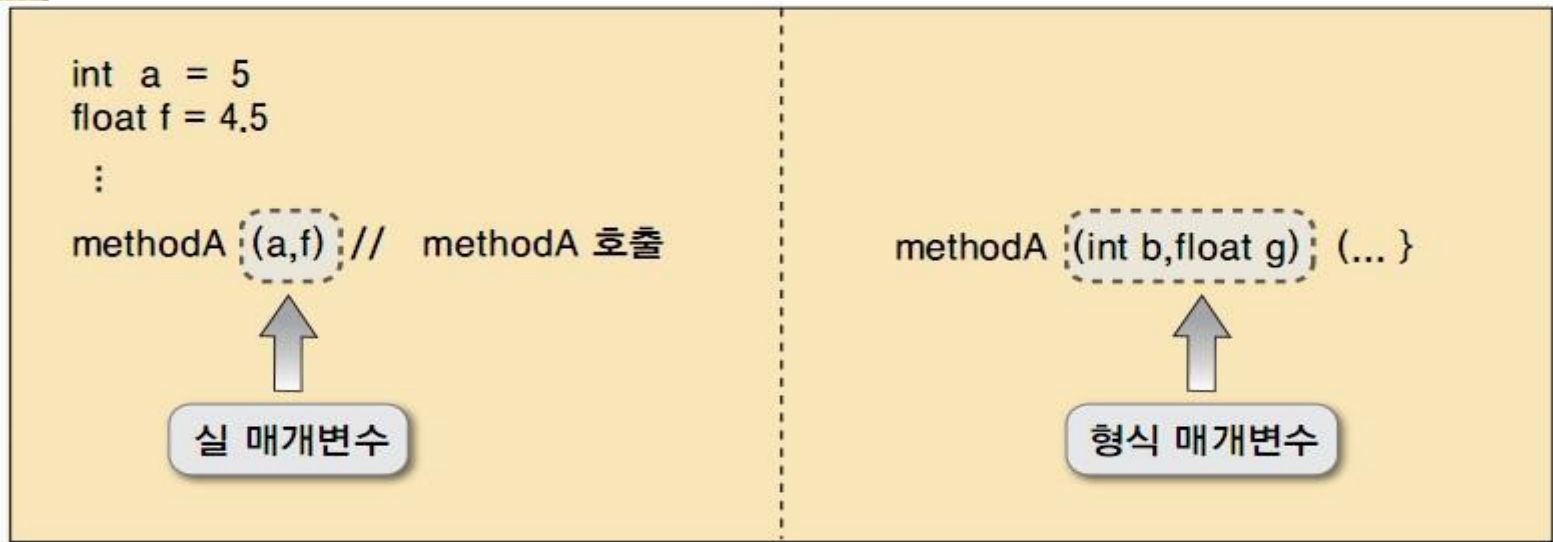 int a = 5
float f = 4.5
⋮
methodA (a,f) // methodA 호출
실 매개변수
methodA (int b,float g) (... }
형식 매개변수